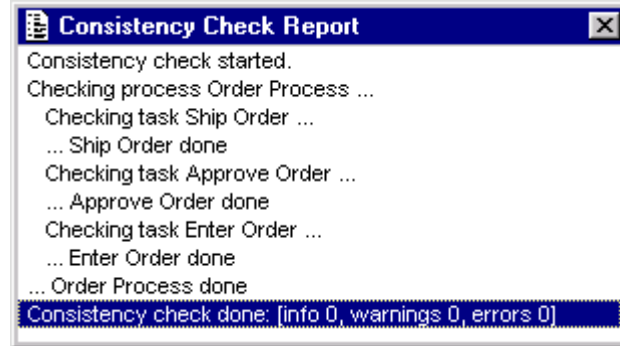 Consistency Check Report
Consistency check started.
Checking process Order Process ...
Checking task Ship Order ...
... Ship Order done
Checking task Approve Order ...
... Approve Order done
Checking task Enter Order ...
... Enter Order done
... Order Process done
Consistency check done: [info 0, warnings 0, errors 0]